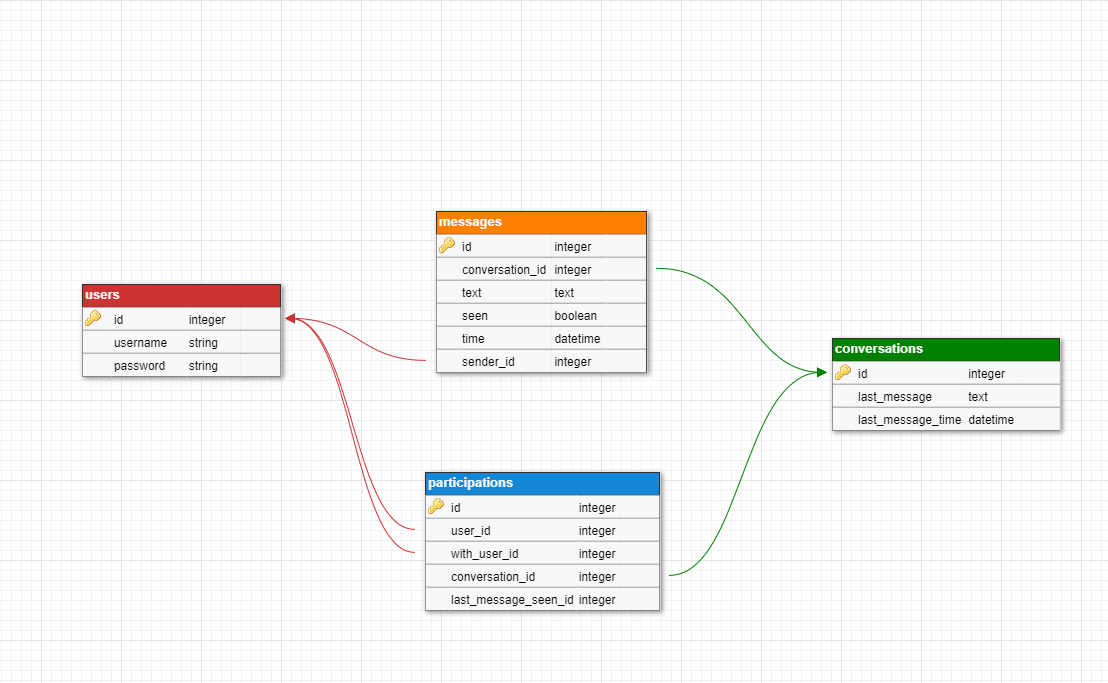 messages
id integer
conversation_id integer
text text
seen boolean
time datetime
sender_id integer
users
id integer
username string
password string
conversations
id integer
last_message text
last_message_time datetime
participations
id integer
user_id integer
with_user_id integer
conversation_id integer
last_message_seen_id integer